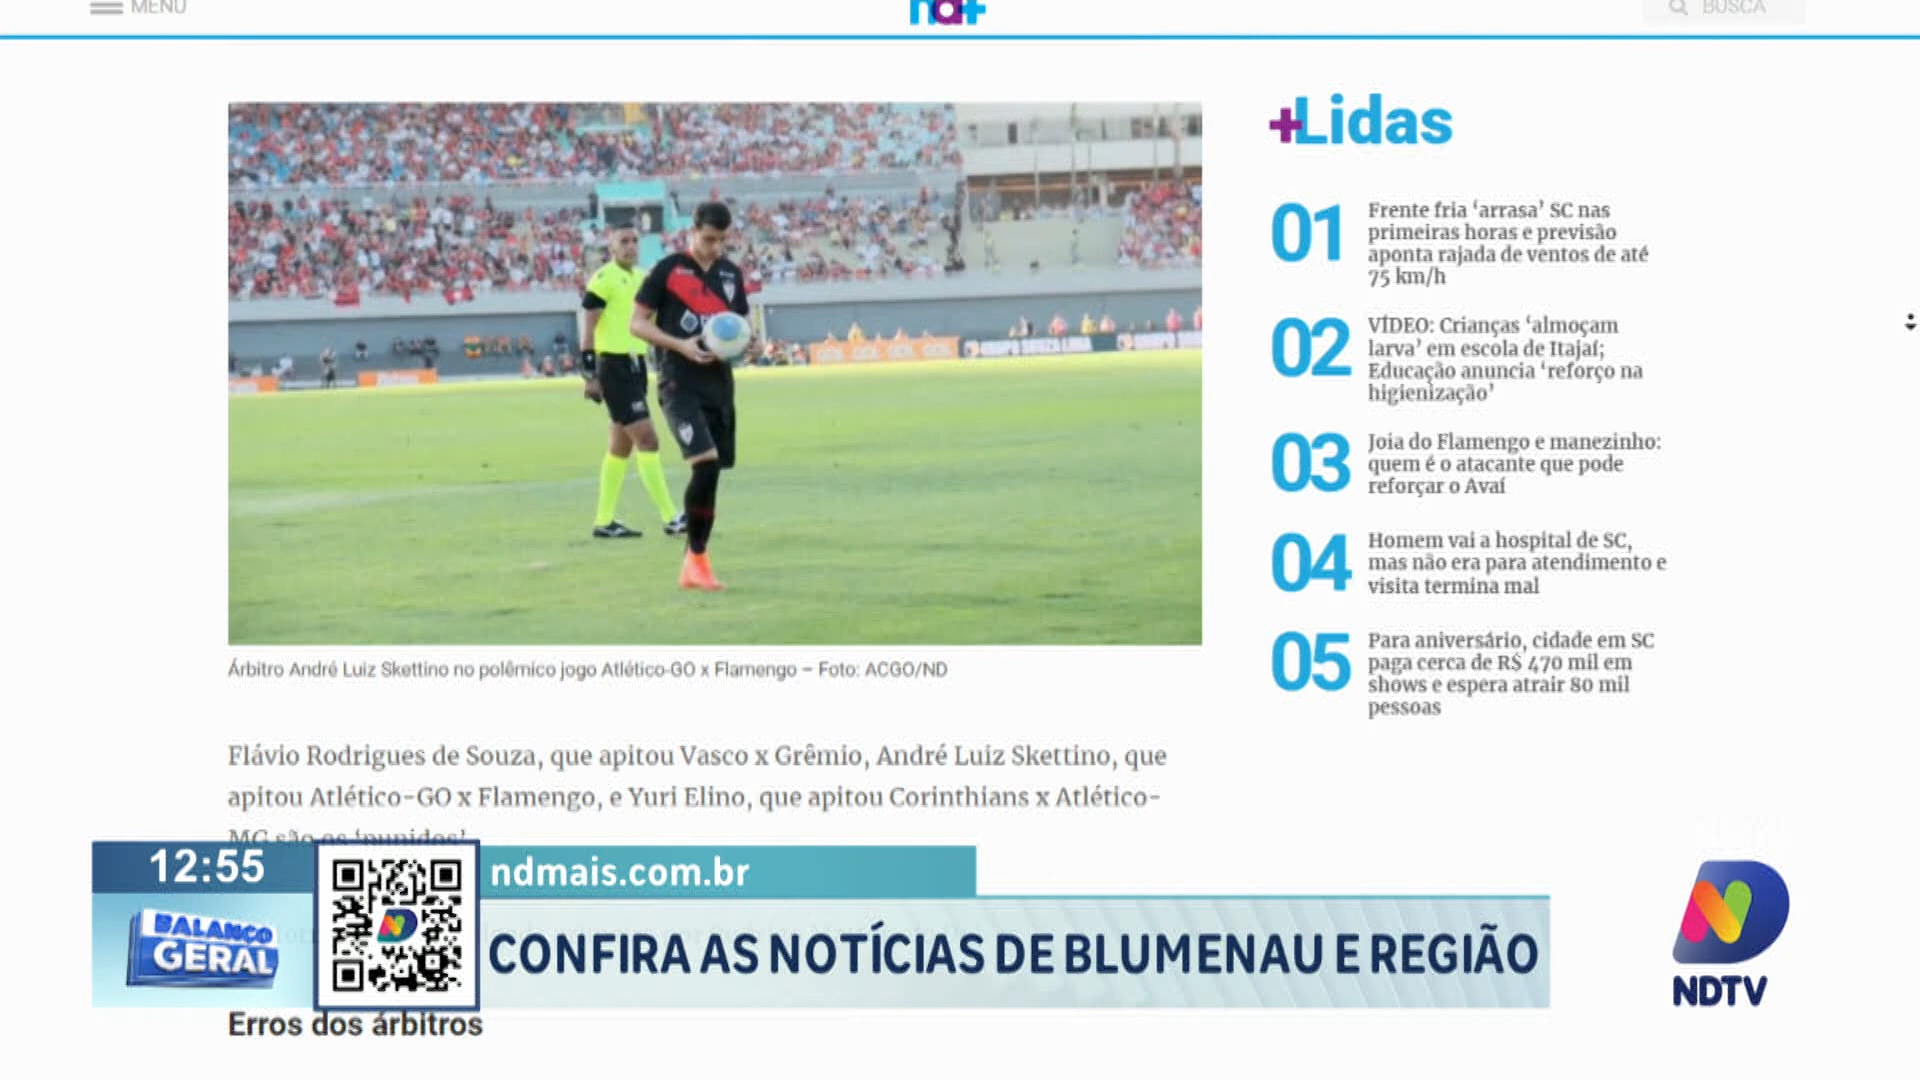 MENU
nd+
BUSCA
+Lidas
01
Frente fria ‘arrasa’ SC nas
primeiras horas e previsão
aponta rajada de ventos de até
75 km/h
02
VÍDEO: Crianças ‘almoçam
larva’ em escola de Itajaí;
Educação anuncia ‘reforço na
higienização’
03
Joia do Flamengo e manezinho:
quem é o atacante que pode
reforçar o Avaí
04
Homem vai a hospital de SC,
mas não era para atendimento e
visita termina mal
05
Para aniversário, cidade em SC
paga cerca de R$ 470 mil em
shows e espera atrair 80 mil
pessoas
Árbitro André Luiz Skettino no polêmico jogo Atlético-GO x Flamengo – Foto: ACGO/ND
Flávio Rodrigues de Souza, que apitou Vasco x Grêmio, André Luiz Skettino, que
apitou Atlético-GO x Flamengo, e Yuri Elino, que apitou Corinthians x Atlético-
MG são os ‘punidos’
12:55
ndmais.com.br
BALANÇO
GERAL
CONFIRA AS NOTÍCIAS DE BLUMENAU E REGIÃO
NDTV
Erros dos árbitros